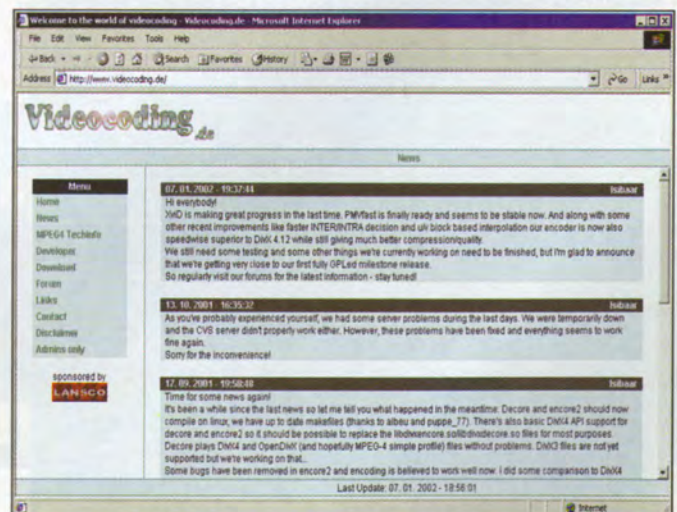 Welcome to the world of videocoding - Videocoding.de - Microsoft Internet Explorer
File Edit View Favorites Tools Help
Back Search Favorites History
Address http://www.videocoding.de/ Go Links »
Videocoding.de
News
Menu
Home
News
MPEG4 TechInfo
Developer
Download
Forum
Links
Contact
Disclaimer
Admins only
sponsored by
LANSCO
07. 01. 2002 - 19:37:44 Isibaar
Hi everybody!
XviD is making great progress in the last time. PMVfast is finally ready and seems to be stable now. And along with some
other recent improvements like faster INTER/INTRA decision and block based interpolation our encoder is now also
speedwise superior to DivX 4.12 while still giving much better compression/quality.
We still need some testing and some other things we're currently working on need to be finished, but I'm glad to announce
that we're getting very close to our first fully GPLed milestone release.
So regularly visit our forums for the latest information - stay tuned!
13. 10. 2001 - 16:35:32 Isibaar
As you've probably experienced yourself, we had some server problems during the last days. We were temporarily down
and the CVS server didn't properly work either. However, these problems have been fixed and everything seems to work
fine again.
Sorry for the inconvenience!
17. 09. 2001 - 19:58:48 Isibaar
Time for some news again!
It's been a while since the last news so let me tell you what happened in the meantime: Decore and encore2 should now
compile on linux, we have up to date makefiles (thanks to albeu and puppe_77). There's also basic DivX4 API support for
decore and encore2 so it should be possible to replace the files for most purposes.
Decore plays DivX4 and OpenDivX (and hopefully MPEG-4 simple profile) files without problems. DivX3 files are not yet
supported but we're working on that...
Some bugs have been removed in encore2 and encoding is believed to work well now. I did some comparison to DivX4
Last Update: 07. 01. 2002 - 18:56:01
Internet